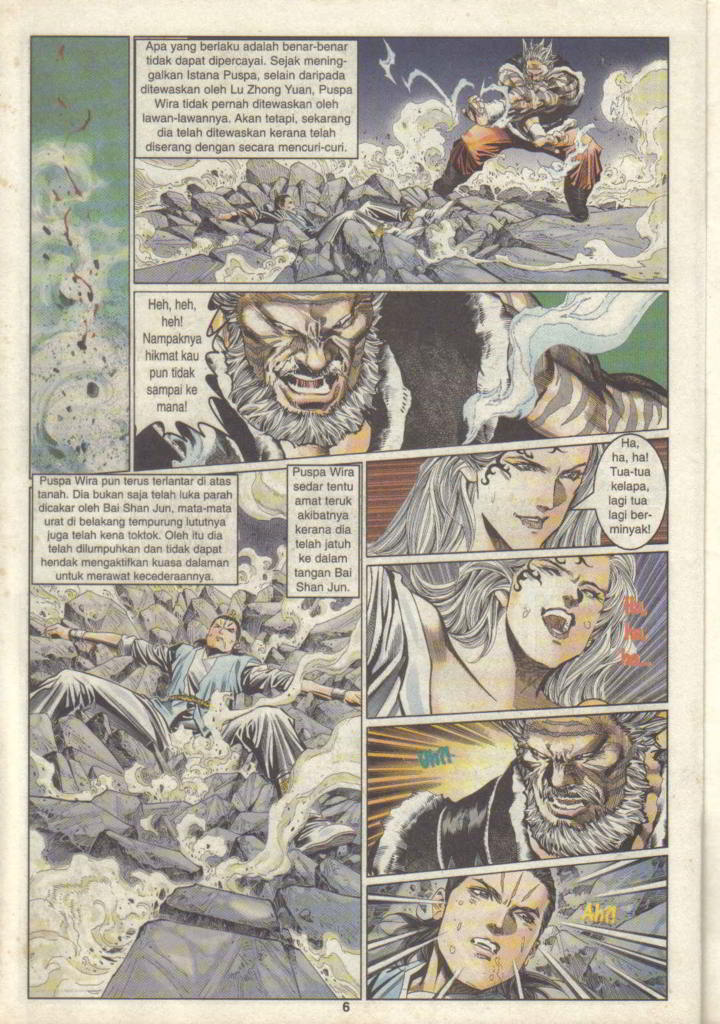 Apa yang berlaku adalah benar-benar
tidak dapat dipercayai. Sejak mening-
galkan Istana Puspa, selain daripada
ditewaskan oleh Lu Zhong Yuan, Puspa
Wira tidak pernah ditewaskan oleh
lawan-lawannya. Akan tetapi, sekarang
dia telah ditewaskan kerana telah
diserang dengan secara mencuri-curi.
Heh, heh,
heh!
Nampaknya
hikmat kau
pun tidak
sampai ke
mana!
Puspa Wira pun terus terlantar di atas
tanah. Dia bukan saja telah luka parah
dicakar oleh Bai Shan Jun, mata-mata
urat di belakang tempurung lututnya
juga telah kena toktok. Oleh itu dia
telah dilumpuhkan dan tidak dapat
hendak mengaktifkan kuasa dalaman
untuk merawat kecederaannya.
Puspa Wira
sedar tentu
amat teruk
akibatnya
kerana dia
telah jatuh
ke dalam
tangan Bai
Shan Jun.
Ha,
ha, ha!
Tua-tua
kelapa,
lagi tua
lagi ber-
minyak!
Ha,
ha,
ha...
Uh?!
Ah?!
6